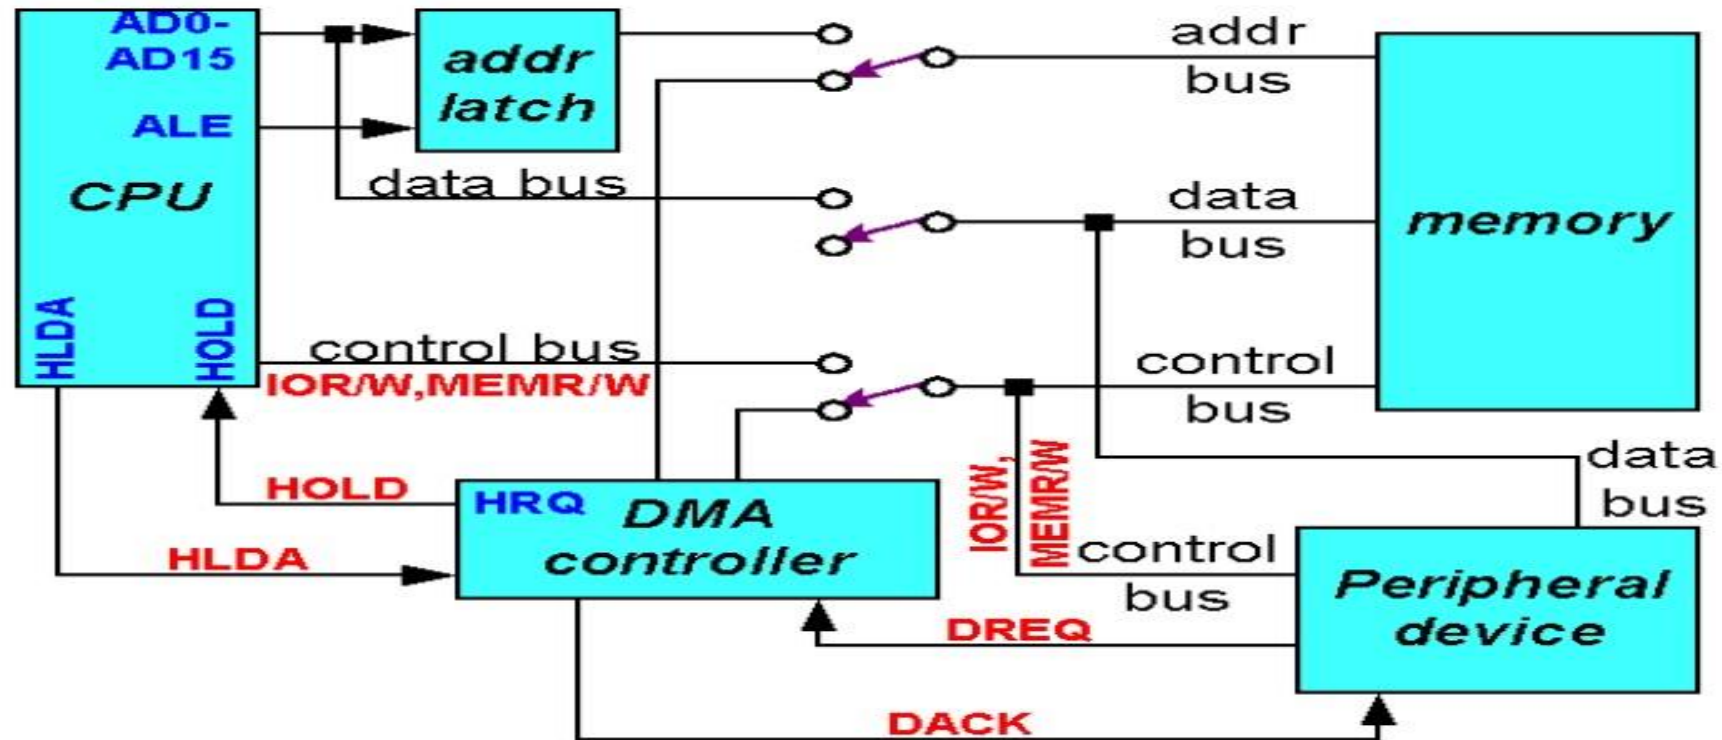 AD0-
AD15
ALE
CPU
HLDA
HOLD
addr
latch
data bus
control bus
IOR/W,MEMR/W
addr
bus
data
bus
control
bus
memory
HOLD
HLDA
HRQ
DMA
controller
IOR/W,
MEMR/W
control
bus
data
bus
DREQ
DACK
Peripheral
device